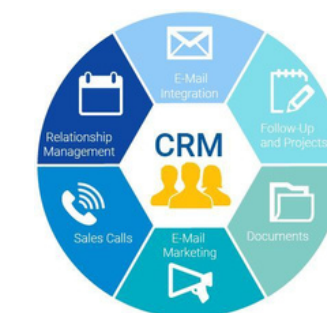 E-Mail
Integration
Relationship
Management
Follow-Up
and Projects
CRM
Sales Calls
E-Mail
Marketing
Documents